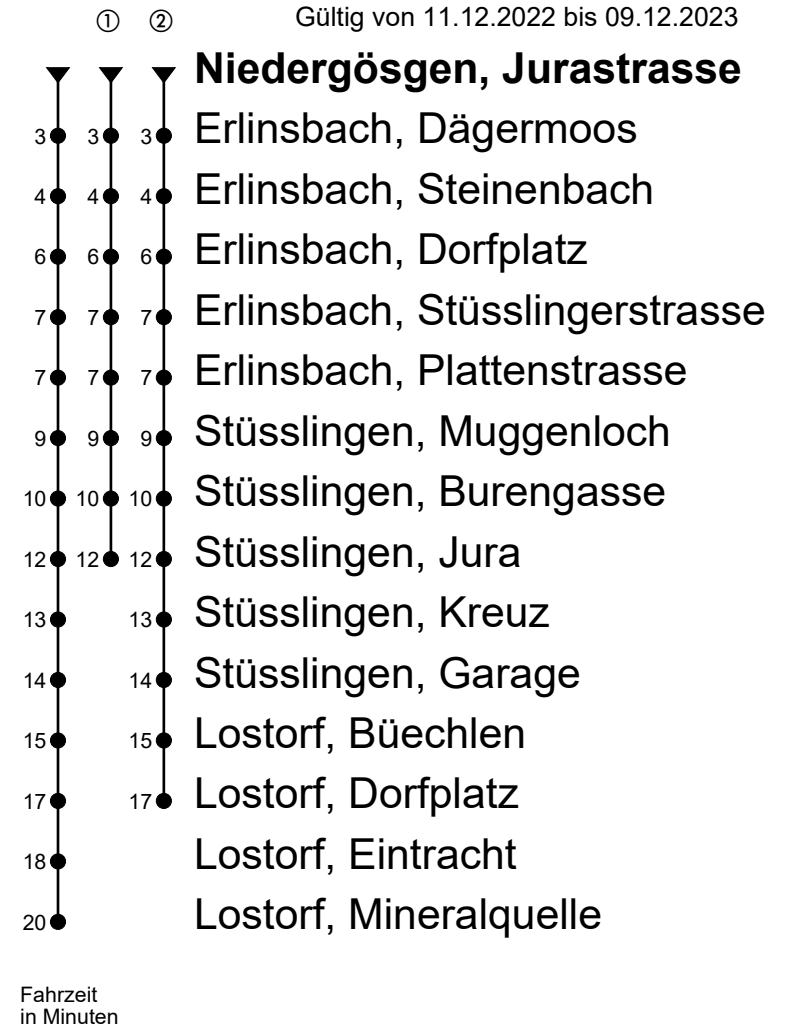 ① ② Gültig von 11.12.2022 bis 09.12.2023
Niedergösgen, Jurastrasse
3 3 3 Erlinsbach, Dägermoos
4 4 4 Erlinsbach, Steinenbach
6 6 6 Erlinsbach, Dorfplatz
7 7 7 Erlinsbach, Stüsslingerstrasse
7 7 7 Erlinsbach, Plattenstrasse
9 9 9 Stüsslingen, Muggenloch
10 10 10 Stüsslingen, Burengasse
12 12 12 Stüsslingen, Jura
13 13 Stüsslingen, Kreuz
14 14 Stüsslingen, Garage
15 15 Lostorf, Büechlen
17 17 Lostorf, Dorfplatz
18 Lostorf, Eintracht
20 Lostorf, Mineralquelle
Fahrzeit
in Minuten